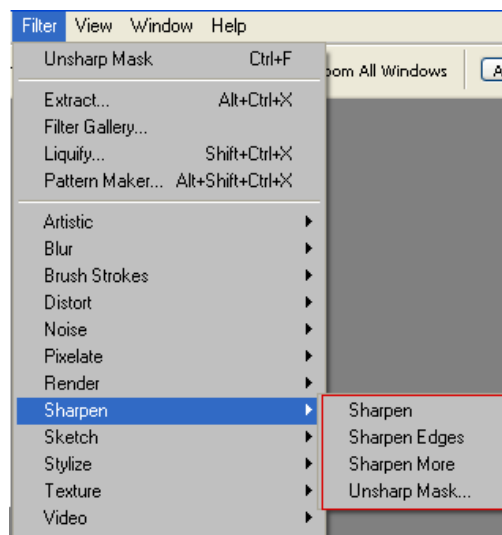 Filter View Window Help
Unsharp Mask Ctrl+F
oom All Windows
Extract... Alt+Ctrl+X
Filter Gallery...
Liquify... Shift+Ctrl+X
Pattern Maker... Alt+Shift+Ctrl+X
Artistic
Blur
Brush Strokes
Distort
Noise
Pixelate
Render
Sharpen
Sketch
Stylize
Texture
Video
Sharpen
Sharpen Edges
Sharpen More
Unsharp Mask...